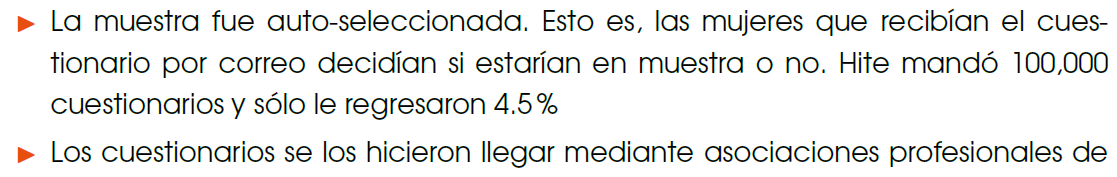 ▶ La muestra fue auto-seleccionada. Esto es, las mujeres que recibían el cues-
tionario por correo decidían si estarían en muestra o no. Hite mandó 100,000
cuestionarios y sólo le regresaron 4.5 %
▶ Los cuestionarios se los hicieron llegar mediante asociaciones profesionales de